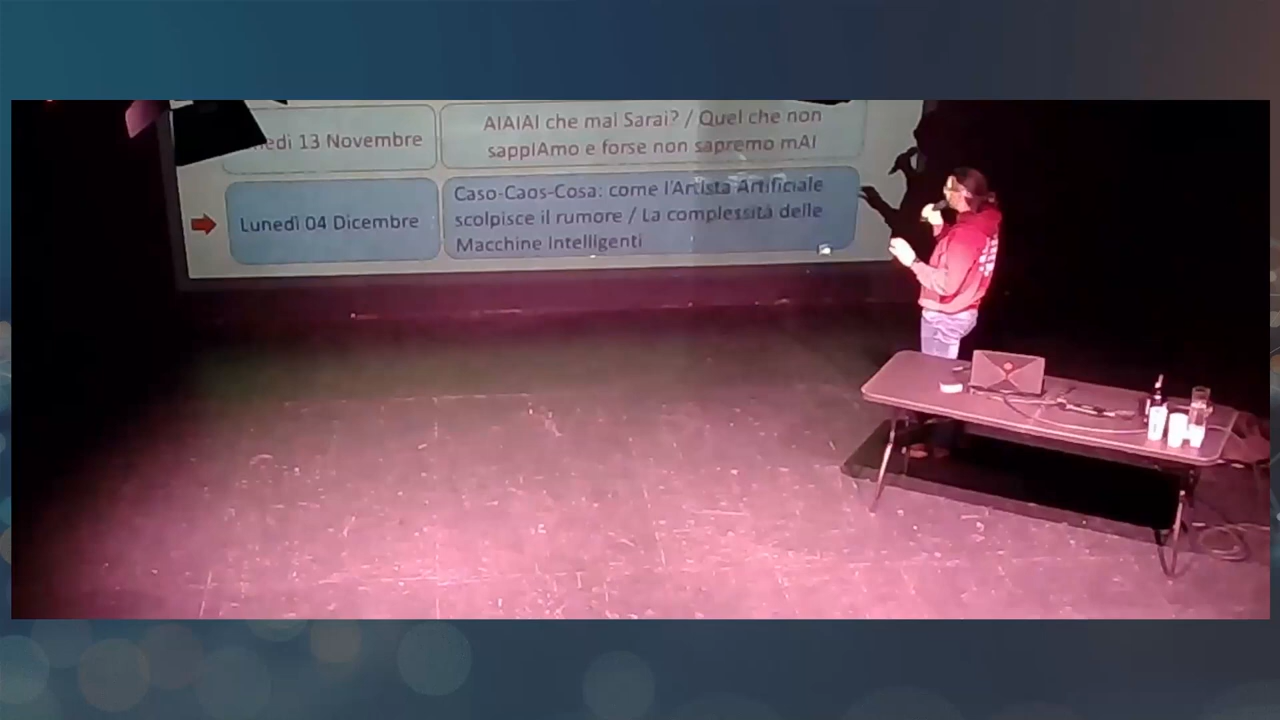 13 Novembre
AIAIAI che mai Sarai? / Quel che non
sappIAmo e forse non sapremo mAI
Lunedì 04 Dicembre
Caso-Caos-Cosa: come l'Artista Artificiale
scolpisce il rumore / La complessità delle
Macchine Intelligenti